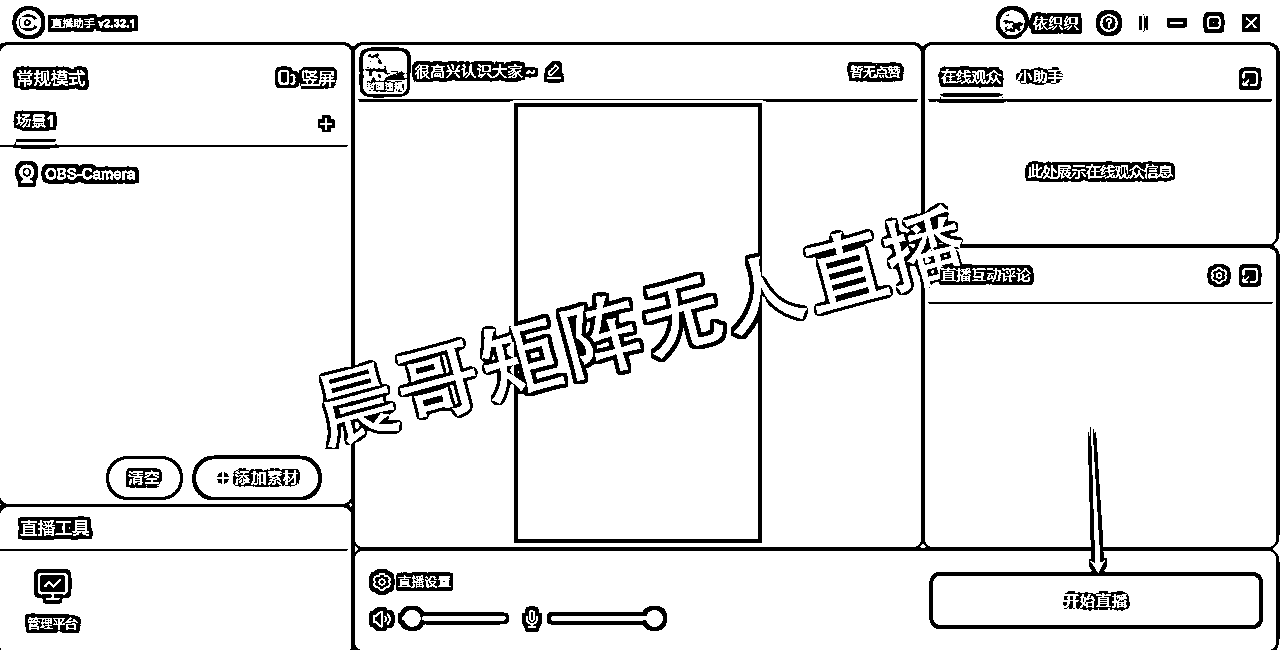 直播助手 v2.32.1
依织织
常规模式
竖屏
很高兴认识大家~
暂无点赞
在线观众 小助手
场景1
OBS-Camera
此处展示在线观众信息
晨哥矩阵无人直播
直播互动评论
清空
+ 添加素材
直播工具
管理平台
直播设置
开始直播